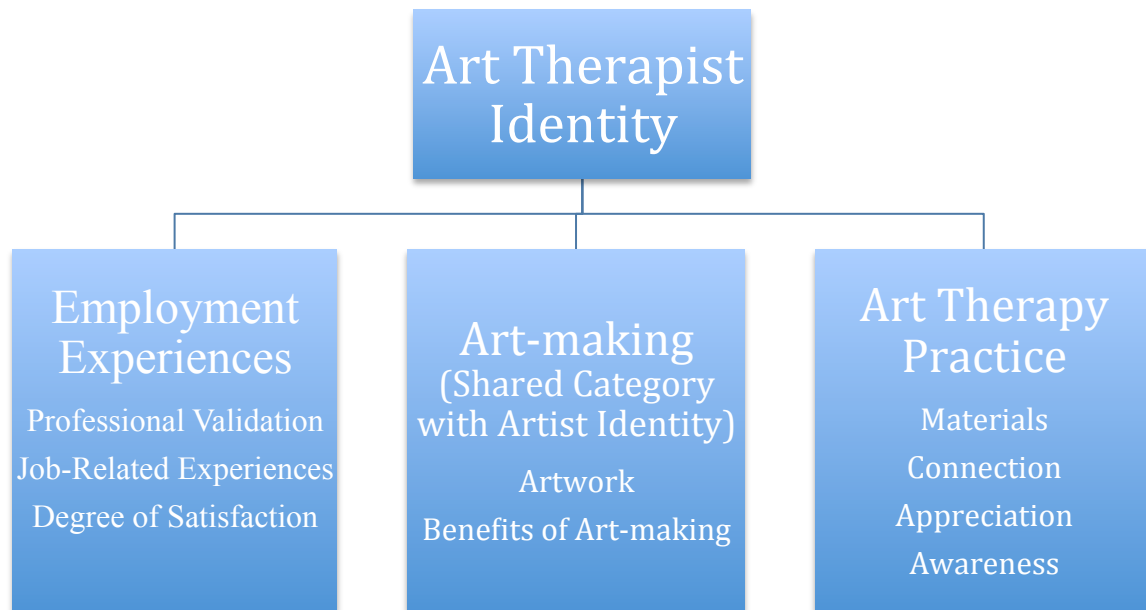 Art Therapist
Identity
Employment
Experiences
Professional Validation
Job-Related Experiences
Degree of Satisfaction
Art-making
(Shared Category
with Artist Identity)
Artwork
Benefits of Art-making
Art Therapy
Practice
Materials
Connection
Appreciation
Awareness